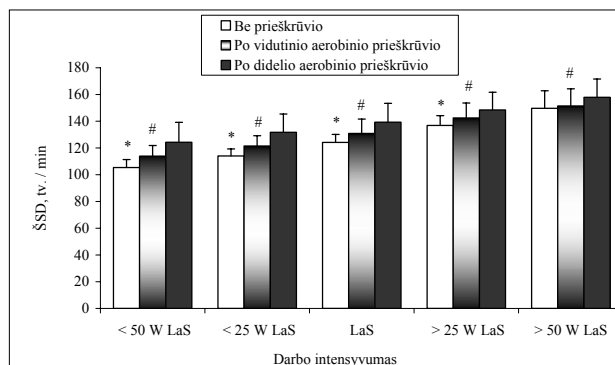 Be prieškrūvio
Po vidutinio aerobinio prieškrūvio
Po didelio aerobinio prieškrūvio
ŠSD, tv. / min
180
160
140
120
100
80
60
40
20
0
* # * # * # * # #
< 50 W LaS < 25 W LaS LaS > 25 W LaS > 50 W LaS
Darbo intensyvumas